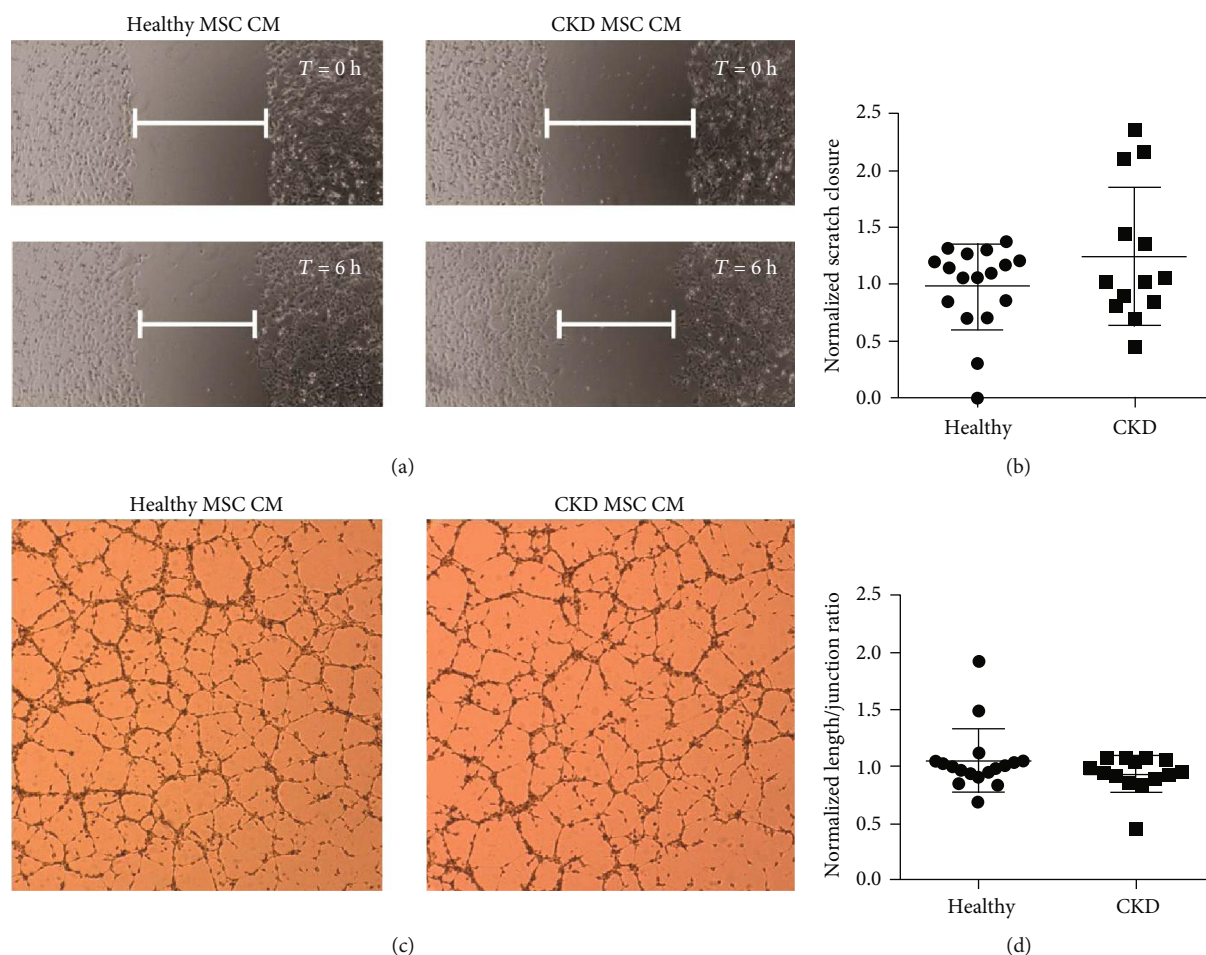 Healthy MSC CM
CKD MSC CM
T = 0 h
T = 0 h
T = 6 h
T = 6 h
(a)
Normalized scratch closure
2.5
2.0
1.5
1.0
0.5
0.0
Healthy
CKD
(b)
Healthy MSC CM
CKD MSC CM
(c)
Normalized length/junction ratio
2.5
2.0
1.5
1.0
0.5
0.0
Healthy
CKD
(d)